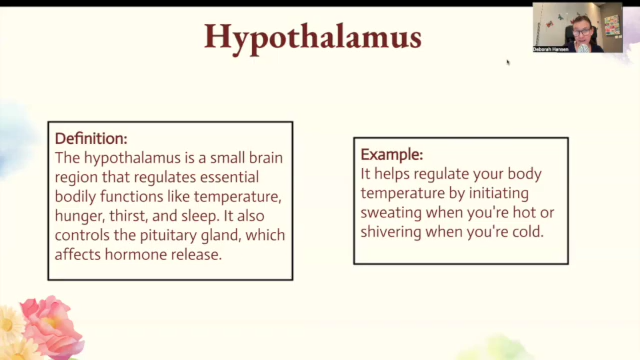 Hypothalamus
Deborah Hansen
Definition:
The hypothalamus is a small brain
region that regulates essential
bodily functions like temperature,
hunger, thirst, and sleep. It also
controls the pituitary gland, which
affects hormone release.
Example:
It helps regulate your body
temperature by initiating
sweating when you're hot or
shivering when you're cold.